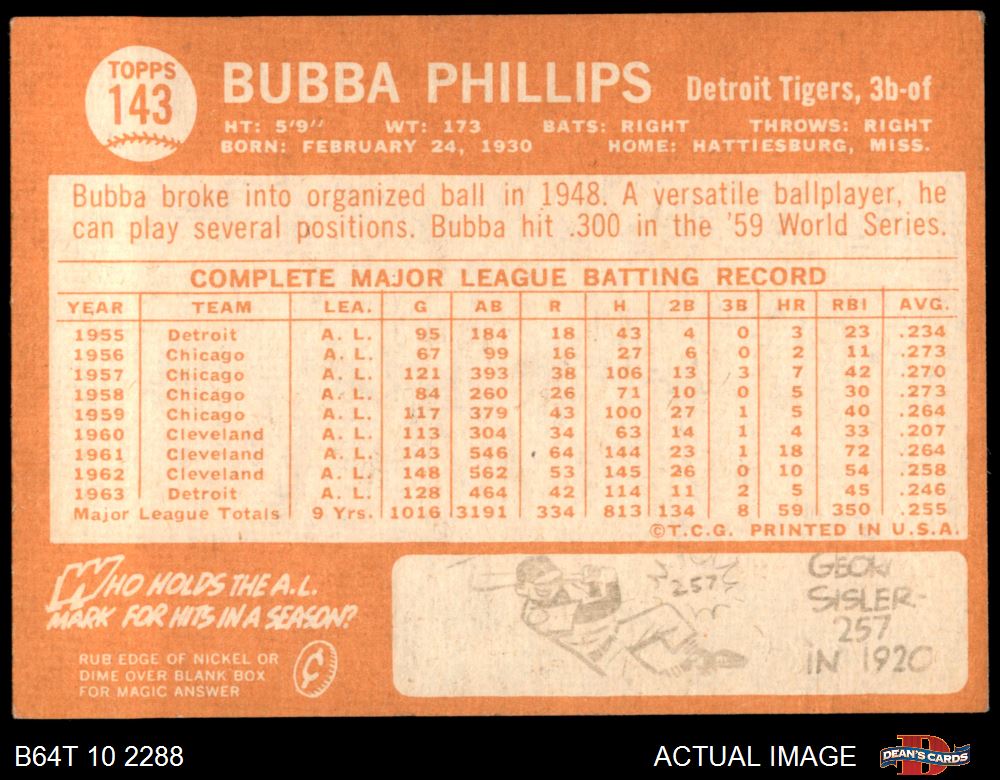 TOPPS
143
BUBBA PHILLIPS Detroit Tigers, 3b-of
HT: 5'9" WT: 173 BATS: RIGHT THROWS: RIGHT
BORN: FEBRUARY 24, 1930 HOME: HATTIESBURG, MISS.
Bubba broke into organized ball in 1948. A versatile ballplayer, he
can play several positions. Bubba hit .300 in the '59 World Series.
COMPLETE MAJOR LEAGUE BATTING RECORD
YEAR TEAM LEA. G AB R H 2B 3B HR RBI AVG.
1955 Detroit A. L. 95 184 18 43 4 0 3 23 .234
1956 Chicago A. L. 67 99 16 27 6 0 2 11 .273
1957 Chicago A. L. 121 393 38 106 13 3 7 42 .270
1958 Chicago A. L. 84 260 26 71 10 0 5 30 .273
1959 Chicago A. L. 117 379 43 100 27 1 5 40 .264
1960 Cleveland A. L. 113 304 34 63 14 1 4 33 .207
1961 Cleveland A. L. 143 546 64 144 23 1 18 72 .264
1962 Cleveland A. L. 148 562 53 145 26 0 10 54 .258
1963 Detroit A. L. 128 464 42 114 11 2 5 45 .246
Major League Totals 9 Yrs. 1016 3191 334 813 134 8 59 350 .255
©T.C.G. PRINTED IN U.S.A.
WHO HOLDS THE A.L.
MARK FOR HITS IN A SEASON?
RUB EDGE OF NICKEL OR
DIME OVER BLANK BOX
FOR MAGIC ANSWER
¢
257
SISLER-
257
IN 1920
B64T 10 2288 ACTUAL IMAGE DEAN'S CARDS